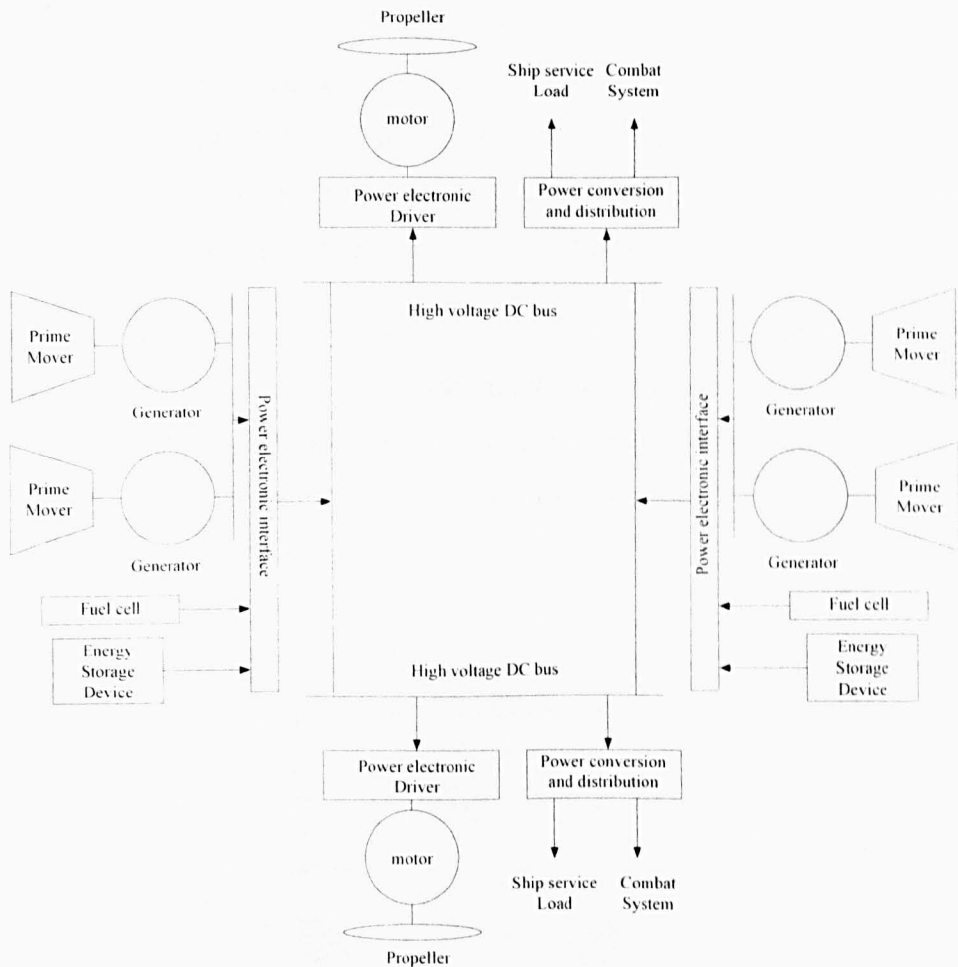 Propeller
Ship service
Load
Combat
System
motor
Power electronic
Driver
Power conversion
and distribution
High voltage DC bus
Prime
Mover
Generator
Prime
Mover
Generator
Power electronic interface
Fuel cell
Energy
Storage
Device
Power electronic interface
Generator
Prime
Mover
Generator
Prime
Mover
Fuel cell
Energy
Storage
Device
High voltage DC bus
Power electronic
Driver
Power conversion
and distribution
motor
Ship service
Load
Combat
System
Propeller